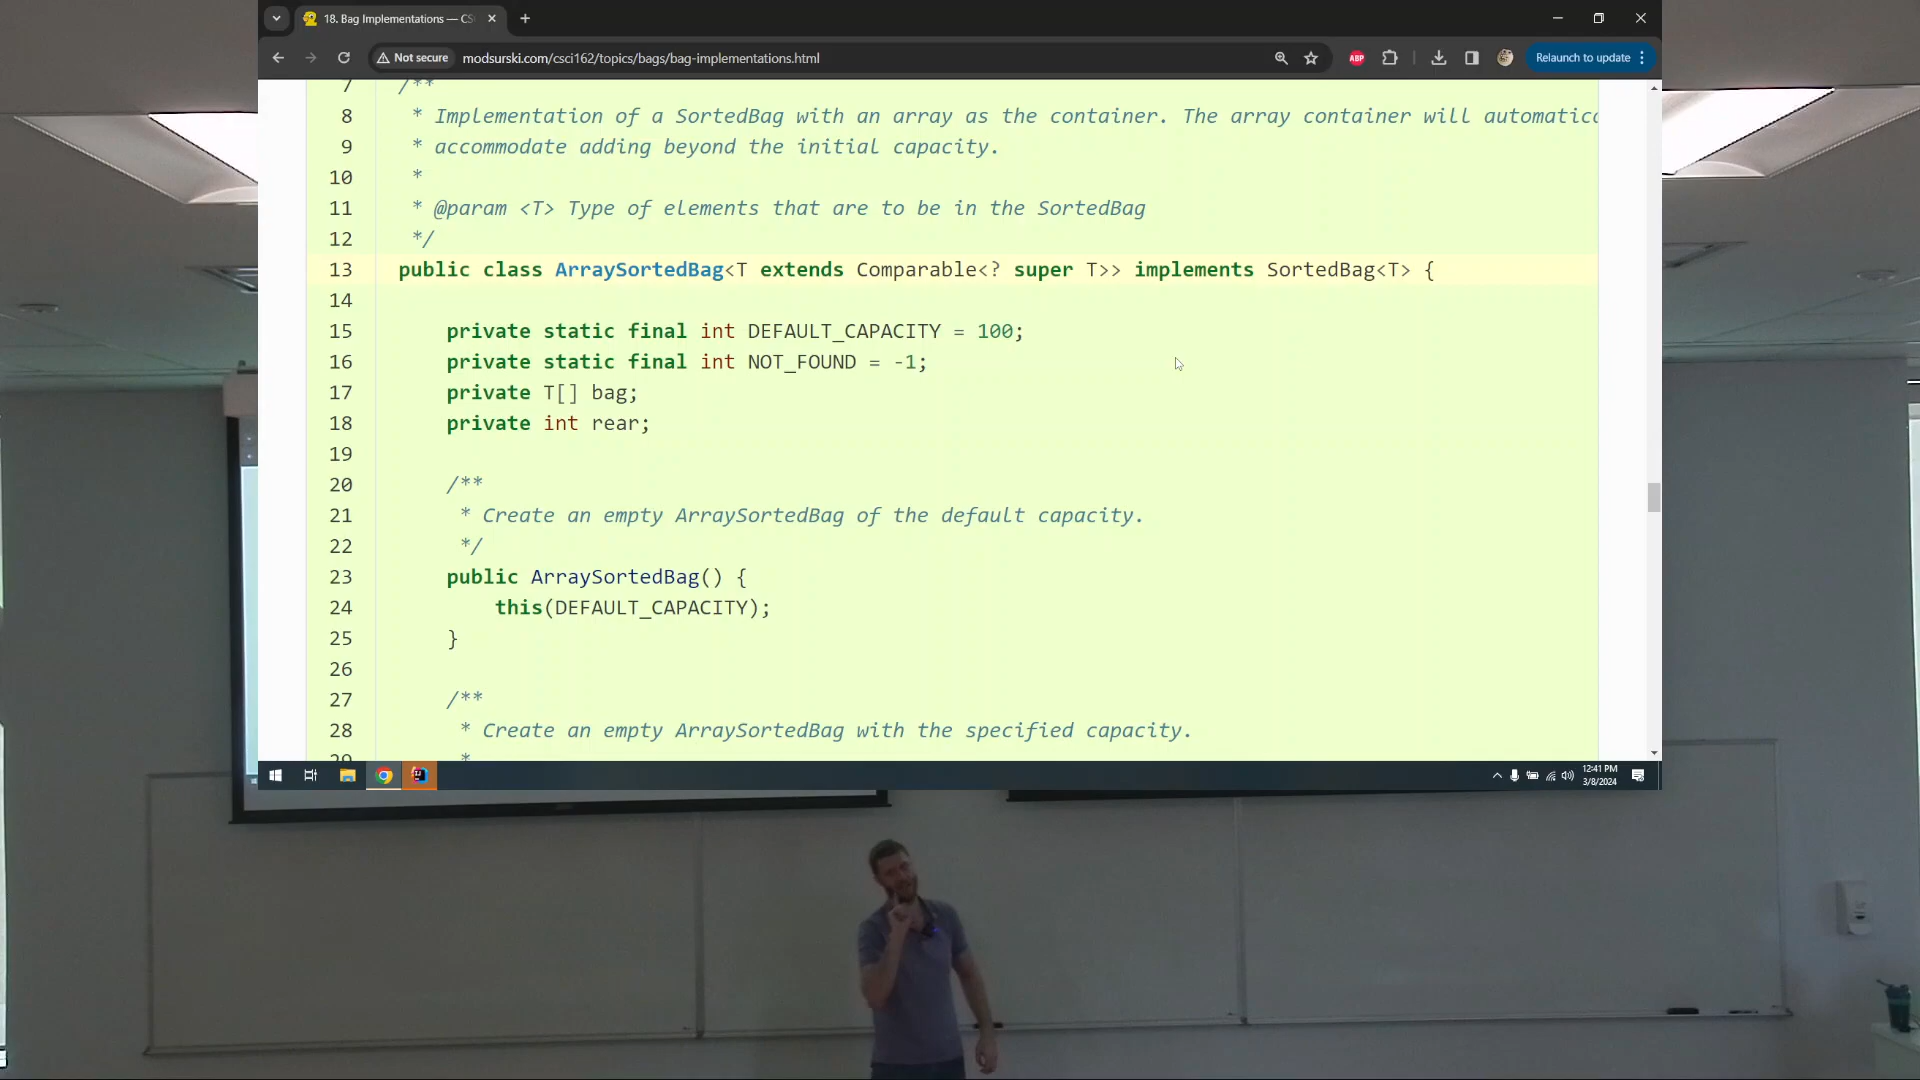 18. Bag Implementations — CS
Not secure
modsurski.com/csci162/topics/bags/bag-implementations.html
ABP
Relaunch to update
7 /**
8 * Implementation of a SortedBag with an array as the container. The array container will automatica
9 * accommodate adding beyond the initial capacity.
10 *
11 * @param <T> Type of elements that are to be in the SortedBag
12 */
13 public class ArraySortedBag<T extends Comparable<? super T>> implements SortedBag<T> {
14
15 private static final int DEFAULT_CAPACITY = 100;
16 private static final int NOT_FOUND = -1;
17 private T[] bag;
18 private int rear;
19
20 /**
21 * Create an empty ArraySortedBag of the default capacity.
22 */
23 public ArraySortedBag() {
24 this(DEFAULT_CAPACITY);
25 }
26
27 /**
28 * Create an empty ArraySortedBag with the specified capacity.
29 *
12:41 PM
3/8/2024